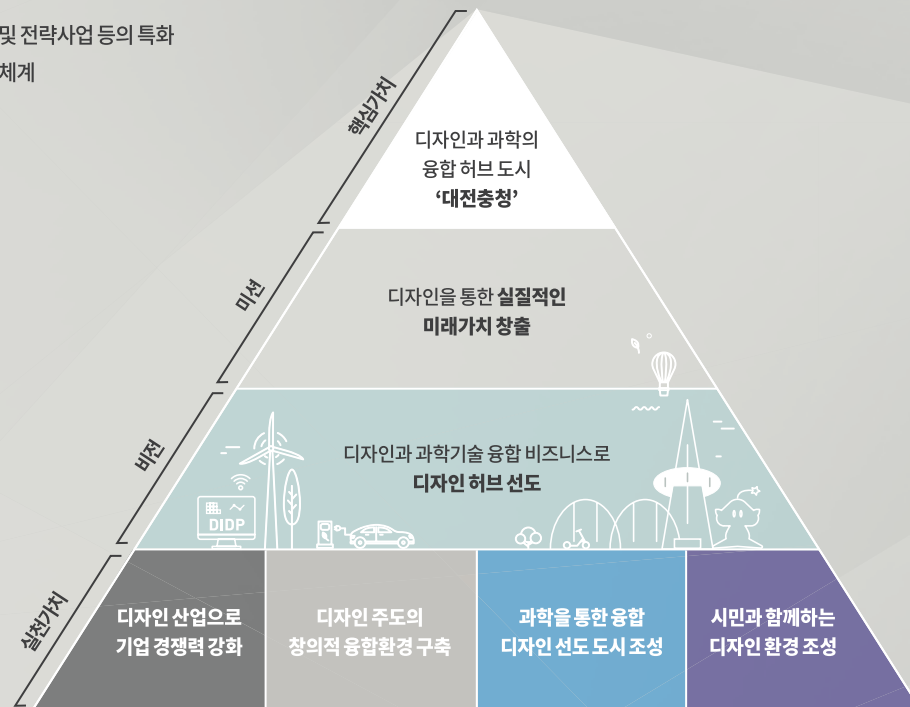 및 전략사업 등의 특화
체계
핵심가치
디자인과 과학의
융합 허브 도시
‘대전충청’
미션
디자인을 통한 실질적인
미래가치 창출
비전
디자인과 과학기술 융합 비즈니스로
디자인 허브 선도
DIDP
실천가치
디자인 산업으로
기업 경쟁력 강화
디자인 주도의
창의적 융합환경 구축
과학을 통한 융합
디자인 선도 도시 조성
시민과 함께하는
디자인 환경 조성